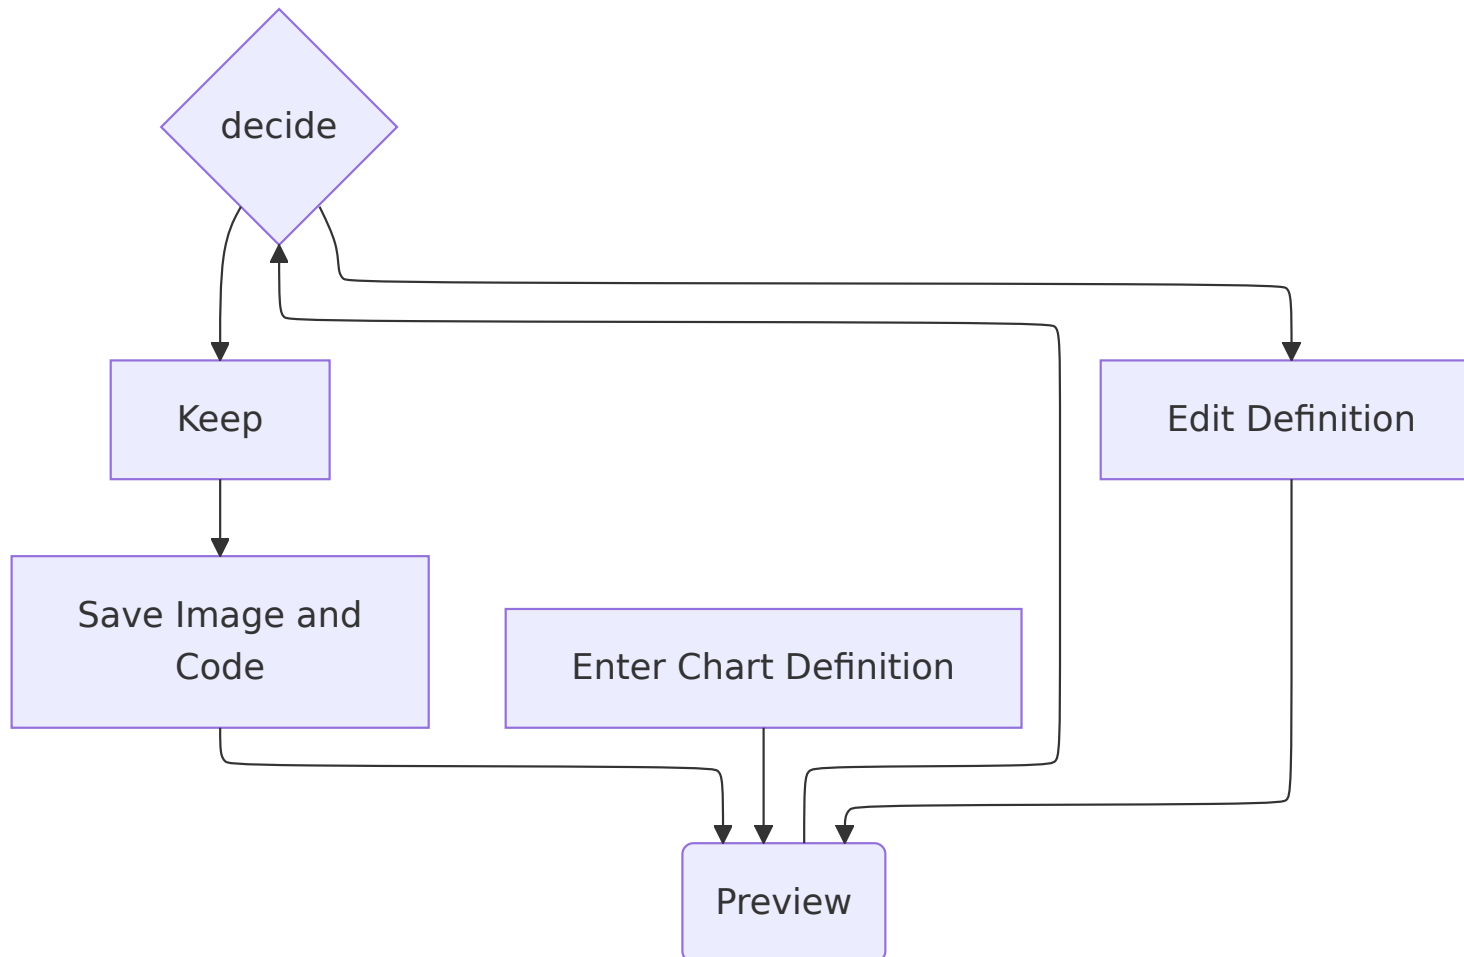 decide
Keep
Edit Definition
Save Image and
Code
Enter Chart Definition
Preview